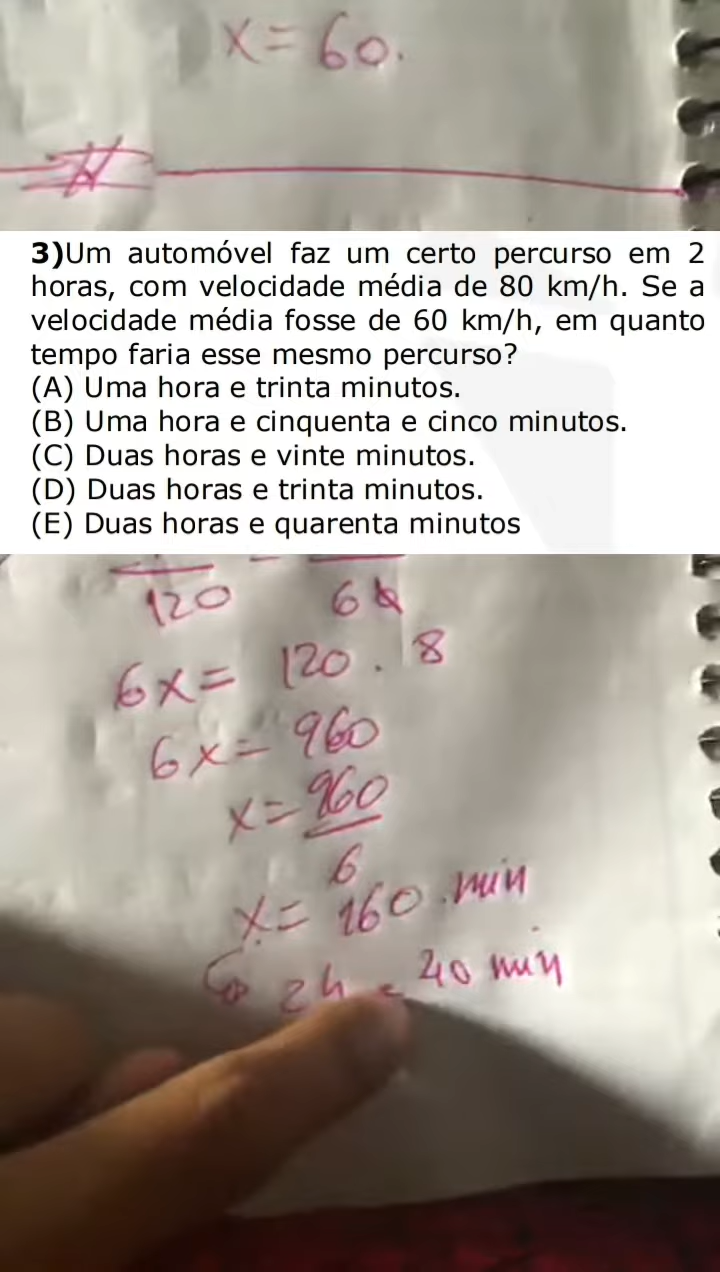 x = 60.
3)Um automóvel faz um certo percurso em 2
horas, com velocidade média de 80 km/h. Se a
velocidade média fosse de 60 km/h, em quanto
tempo faria esse mesmo percurso?
(A) Uma hora e trinta minutos.
(B) Uma hora e cinquenta e cinco minutos.
(C) Duas horas e vinte minutos.
(D) Duas horas e trinta minutos.
(E) Duas horas e quarenta minutos
120 60
6x = 120 . 8
6x = 960
x = 960
6
x = 160 min
2h e 40 min